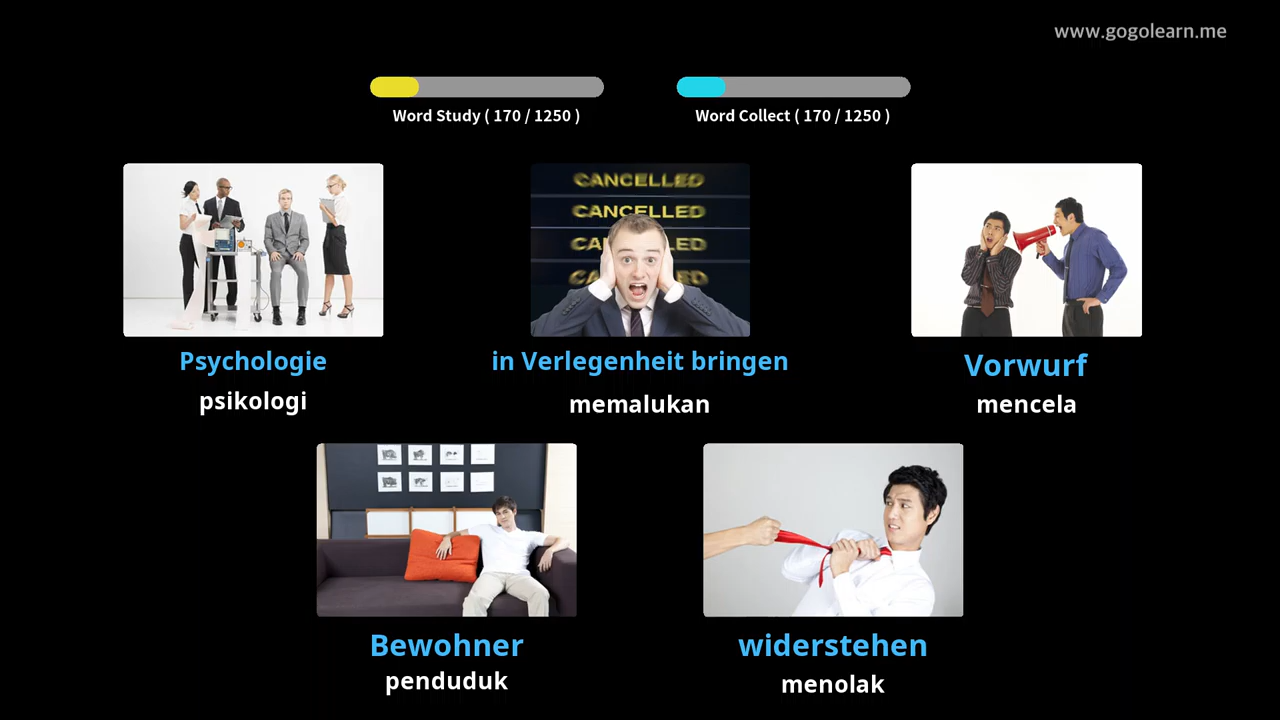 www.gogolearn.me
Word Study ( 170 / 1250 )
Word Collect ( 170 / 1250 )
CANCELLED
CANCELLED
Psychologie
psikologi
in Verlegenheit bringen
memalukan
Vorwurf
mencela
Bewohner
penduduk
widerstehen
menolak